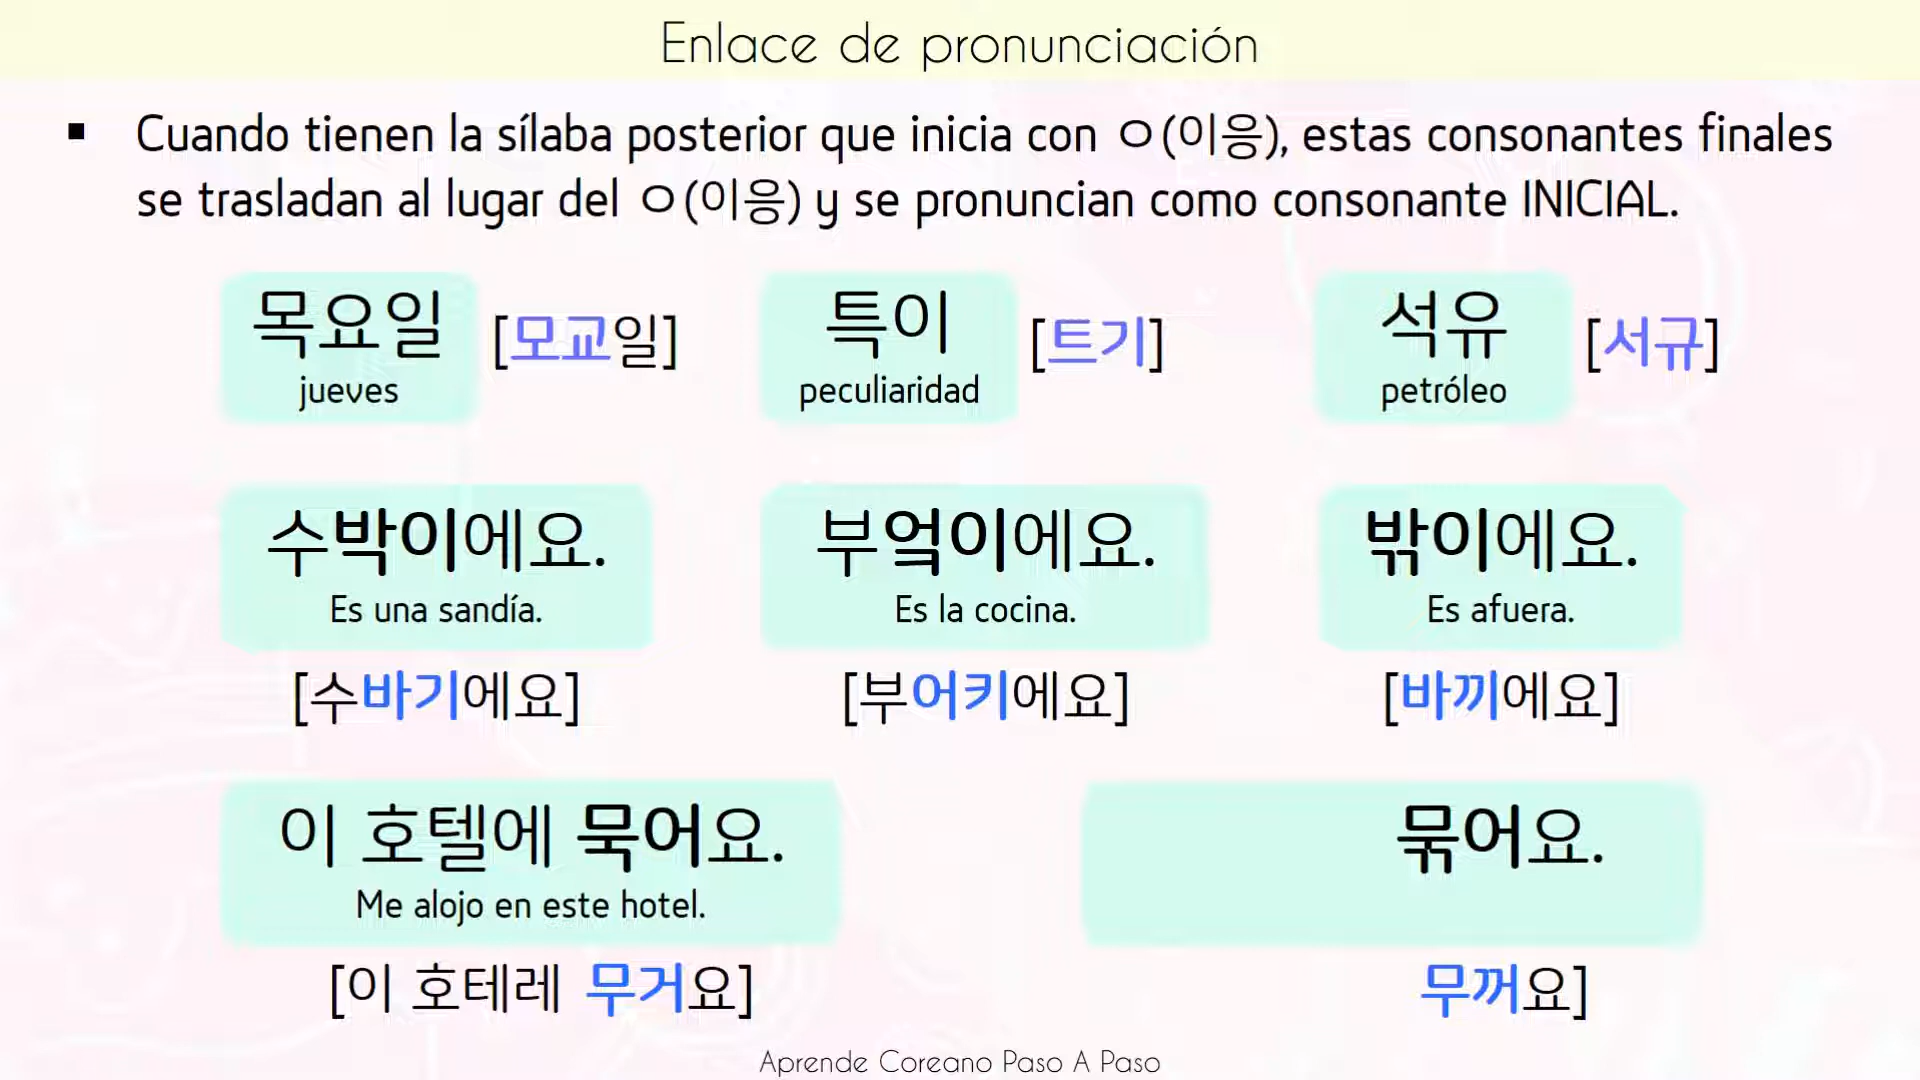 Enlace de pronunciación
▪ Cuando tienen la sílaba posterior que inicia con ㅇ(이응), estas consonantes finales
se trasladan al lugar del ㅇ(이응) y se pronuncian como consonante INICIAL.
목요일 [모교일] 특이 [트기] 석유 [서규]
jueves peculiaridad petróleo
수박이에요. 부엌이에요. 밖이에요.
Es una sandía. Es la cocina. Es afuera.
[수바기에요] [부어키에요] [바끼에요]
이 호텔에 묵어요. 묶어요.
Me alojo en este hotel.
[이 호테레 무거요] 무꺼요]
Aprende Coreano Paso A Paso